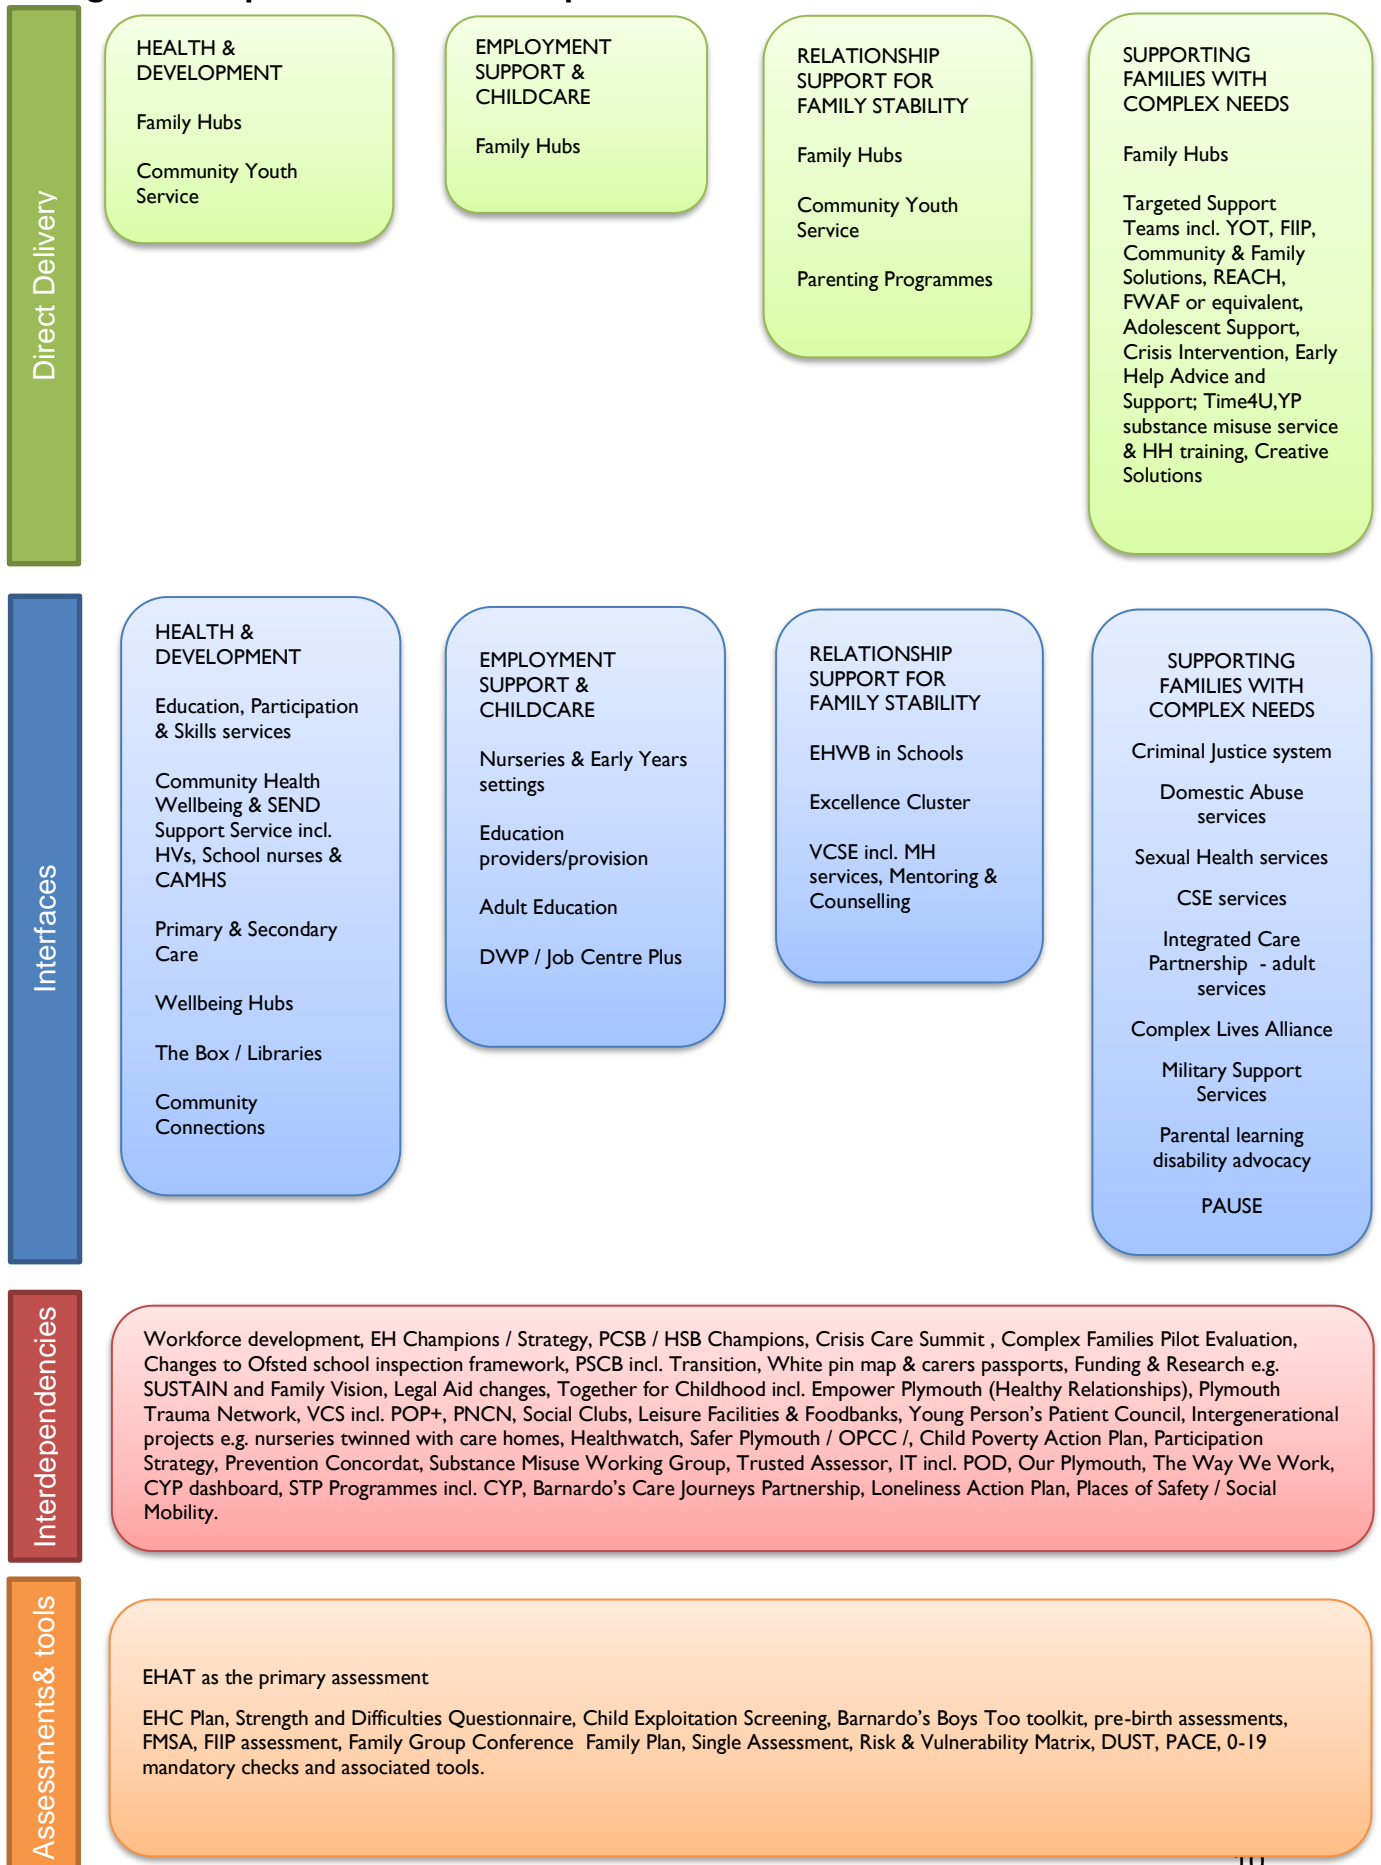 Direct Delivery
HEALTH &
DEVELOPMENT
Family Hubs
Community Youth
Service
EMPLOYMENT
SUPPORT &
CHILDCARE
Family Hubs
RELATIONSHIP
SUPPORT FOR
FAMILY STABILITY
Family Hubs
Community Youth
Service
Parenting Programmes
SUPPORTING
FAMILIES WITH
COMPLEX NEEDS
Family Hubs
Targeted Support
Teams incl. YOT, FIIP,
Community & Family
Solutions, REACH,
FWAF or equivalent,
Adolescent Support,
Crisis Intervention, Early
Help Advice and
Support; Time4U,YP
substance misuse service
& HH training, Creative
Solutions
Interfaces
HEALTH &
DEVELOPMENT
Education, Participation
& Skills services
Community Health
Wellbeing & SEND
Support Service incl.
HVs, School nurses &
CAMHS
Primary & Secondary
Care
Wellbeing Hubs
The Box / Libraries
Community
Connections
EMPLOYMENT
SUPPORT &
CHILDCARE
Nurseries & Early Years
settings
Education
providers/provision
Adult Education
DWP / Job Centre Plus
RELATIONSHIP
SUPPORT FOR
FAMILY STABILITY
EHWB in Schools
Excellence Cluster
VCSE incl. MH
services, Mentoring &
Counselling
SUPPORTING
FAMILIES WITH
COMPLEX NEEDS
Criminal Justice system
Domestic Abuse
services
Sexual Health services
CSE services
Integrated Care
Partnership - adult
services
Complex Lives Alliance
Military Support
Services
Parental learning
disability advocacy
PAUSE
Interdependencies
Workforce development, EH Champions / Strategy, PCSB / HSB Champions, Crisis Care Summit , Complex Families Pilot Evaluation,
Changes to Ofsted school inspection framework, PSCB incl. Transition, White pin map & carers passports, Funding & Research e.g.
SUSTAIN and Family Vision, Legal Aid changes, Together for Childhood incl. Empower Plymouth (Healthy Relationships), Plymouth
Trauma Network, VCS incl. POP+, PNCN, Social Clubs, Leisure Facilities & Foodbanks, Young Person's Patient Council, Intergenerational
projects e.g. nurseries twinned with care homes, Healthwatch, Safer Plymouth / OPCC /, Child Poverty Action Plan, Participation
Strategy, Prevention Concordat, Substance Misuse Working Group, Trusted Assessor, IT incl. POD, Our Plymouth, The Way We Work,
CYP dashboard, STP Programmes incl. CYP, Barnardo's Care Journeys Partnership, Loneliness Action Plan, Places of Safety / Social
Mobility.
Assessments& tools
EHAT as the primary assessment
EHC Plan, Strength and Difficulties Questionnaire, Child Exploitation Screening, Barnardo's Boys Too toolkit, pre-birth assessments,
FMSA, FIIP assessment, Family Group Conference Family Plan, Single Assessment, Risk & Vulnerability Matrix, DUST, PACE, 0-19
mandatory checks and associated tools.